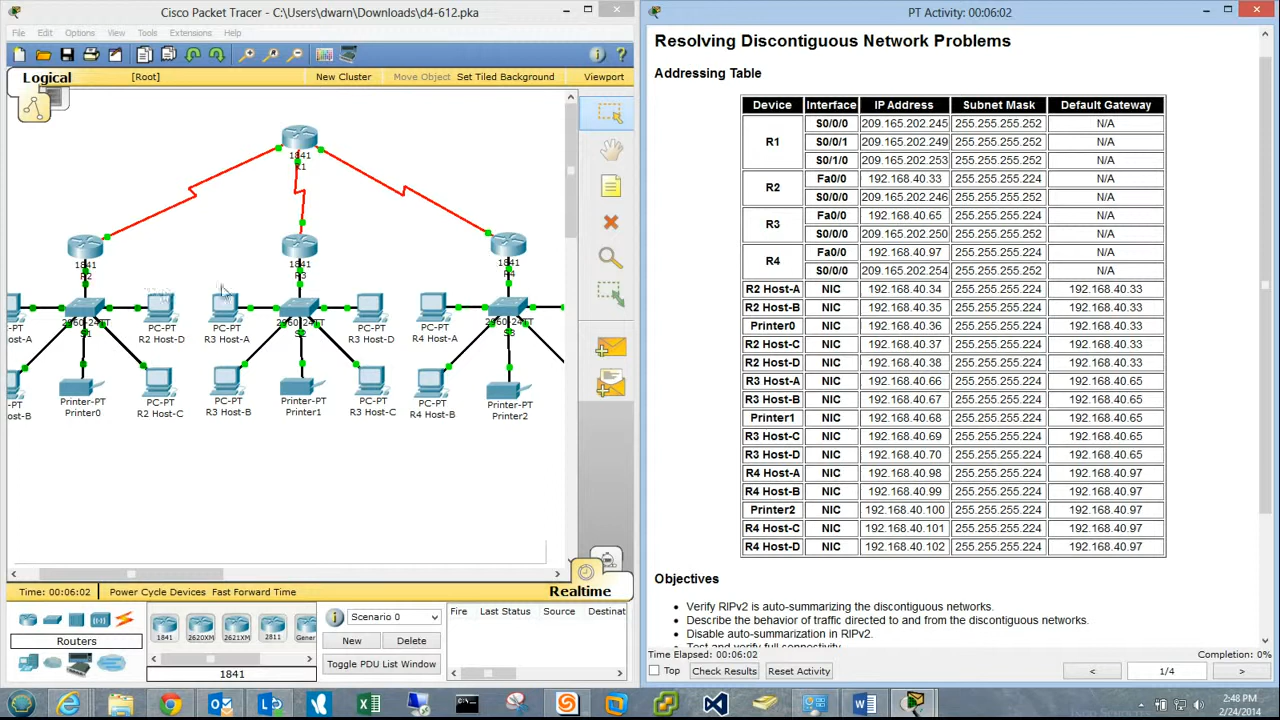 Cisco Packet Tracer - C:\Users\dwarn\Downloads\d4-612.pka
File Edit Options View Tools Extensions Help
Logical [Root] New Cluster Move Object Set Tiled Background Viewport
1841
R1
1841
R2
1841
R3
1841
2960-24TT
S1
2960-24TT
S2
2960-24TT
S3
PC-PT
R2 Host-D
PC-PT
R3 Host-A
PC-PT
R3 Host-D
PC-PT
R4 Host-A
Printer-PT
Printer0
PC-PT
R2 Host-C
PC-PT
R3 Host-B
Printer-PT
Printer1
PC-PT
R3 Host-C
PC-PT
R4 Host-B
Printer-PT
Printer2
Time: 00:06:02 Power Cycle Devices Fast Forward Time Realtime
Routers
1841 2620XM 2621XM 2811 Gener
1841
Scenario 0
New Delete
Toggle PDU List Window
Fire Last Status Source Destinat
PT Activity: 00:06:02
Resolving Discontiguous Network Problems
Addressing Table
Device Interface IP Address Subnet Mask Default Gateway
R1 S0/0/0 209.165.202.245 255.255.255.252 N/A
S0/0/1 209.165.202.249 255.255.255.252 N/A
S0/1/0 209.165.202.253 255.255.255.252 N/A
R2 Fa0/0 192.168.40.33 255.255.255.224 N/A
S0/0/0 209.165.202.246 255.255.255.252 N/A
R3 Fa0/0 192.168.40.65 255.255.255.224 N/A
S0/0/0 209.165.202.250 255.255.255.252 N/A
R4 Fa0/0 192.168.40.97 255.255.255.224 N/A
S0/0/0 209.165.202.254 255.255.255.252 N/A
R2 Host-A NIC 192.168.40.34 255.255.255.224 192.168.40.33
R2 Host-B NIC 192.168.40.35 255.255.255.224 192.168.40.33
Printer0 NIC 192.168.40.36 255.255.255.224 192.168.40.33
R2 Host-C NIC 192.168.40.37 255.255.255.224 192.168.40.33
R2 Host-D NIC 192.168.40.38 255.255.255.224 192.168.40.33
R3 Host-A NIC 192.168.40.66 255.255.255.224 192.168.40.65
R3 Host-B NIC 192.168.40.67 255.255.255.224 192.168.40.65
Printer1 NIC 192.168.40.68 255.255.255.224 192.168.40.65
R3 Host-C NIC 192.168.40.69 255.255.255.224 192.168.40.65
R3 Host-D NIC 192.168.40.70 255.255.255.224 192.168.40.65
R4 Host-A NIC 192.168.40.98 255.255.255.224 192.168.40.97
R4 Host-B NIC 192.168.40.99 255.255.255.224 192.168.40.97
Printer2 NIC 192.168.40.100 255.255.255.224 192.168.40.97
R4 Host-C NIC 192.168.40.101 255.255.255.224 192.168.40.97
R4 Host-D NIC 192.168.40.102 255.255.255.224 192.168.40.97
Objectives
Verify RIPv2 is auto-summarizing the discontiguous networks.
Describe the behavior of traffic directed to and from the discontiguous networks.
Disable auto-summarization in RIPv2.
Test and verify full connectivity
Time Elapsed: 00:06:02 Completion: 0%
Top Check Results Reset Activity < 1/4 >
2:48 PM
2/24/2014